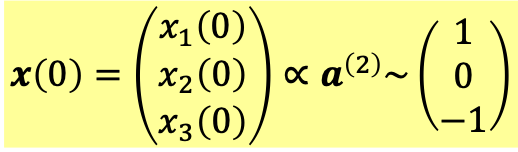 x₁(0) 1
x(0) = x₂(0) ∝ a⁽²⁾~ 0
x₃(0) −1